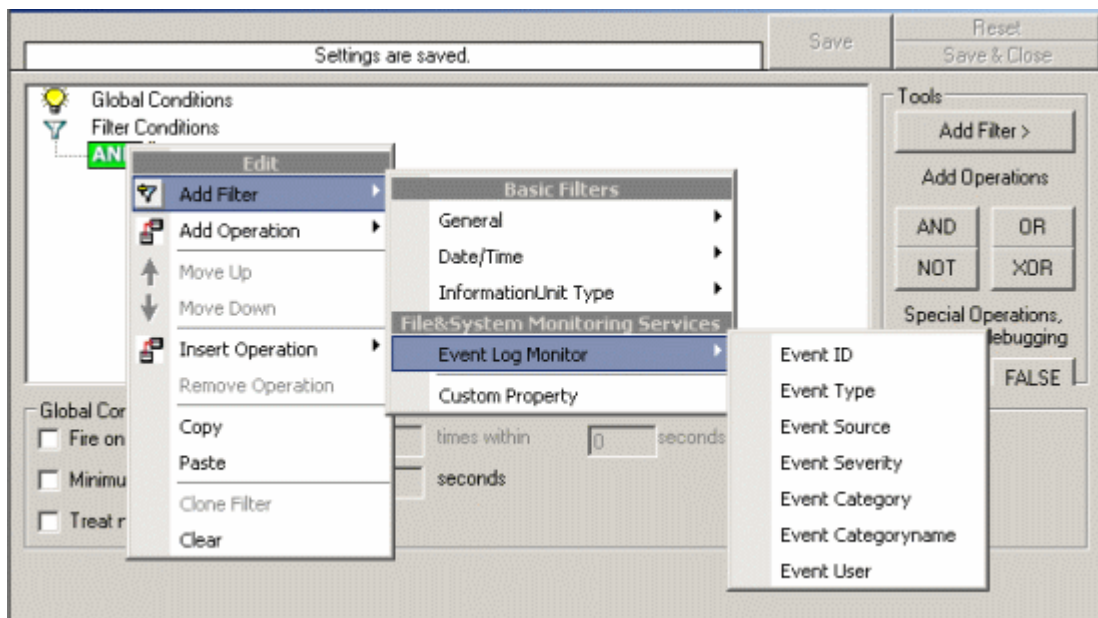 Settings are saved.
Save
Reset
Save & Close
Global Conditions
Filter Conditions
AND
Edit
Add Filter
Add Operation
Move Up
Move Down
Insert Operation
Remove Operation
Copy
Paste
Clone Filter
Clear
Basic Filters
General
Date/Time
InformationUnit Type
File&System Monitoring Services
Event Log Monitor
Custom Property
Event ID
Event Type
Event Source
Event Severity
Event Category
Event Categoryname
Event User
Tools
Add Filter >
Add Operations
AND
OR
NOT
XOR
Special Operations,
FALSE
Global
Fire on
times within
0
seconds
seconds
Treat